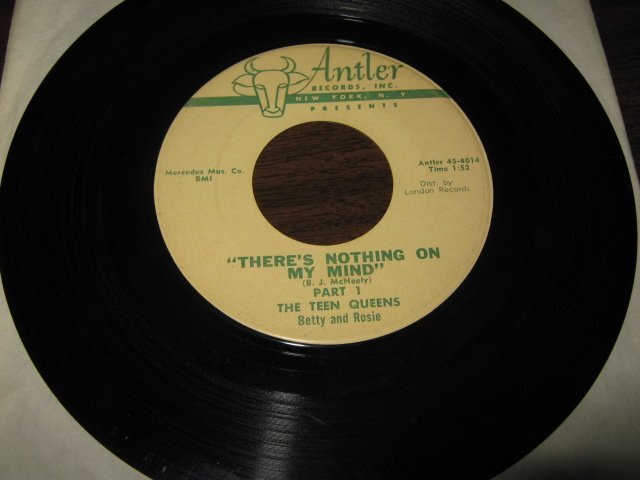 Antler
RECORDS, INC.
NEW YORK, N. Y.
PRESENTS
Mercedes Mus. Co.
BMI
Antler 45-4014
Time 1:52
Dist. by
London Records
"THERE'S NOTHING ON
MY MIND"
(B. J. McNeely)
PART 1
THE TEEN QUEENS
Betty and Rosie